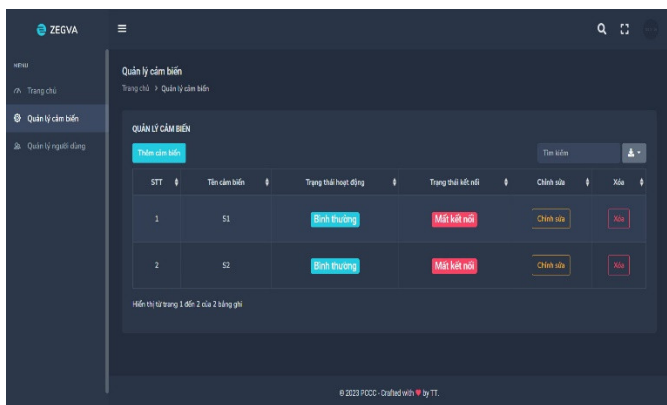 ZEGVA
MENU
Trang chủ
Quản lý cảm biến
Quản lý người dùng
Quản lý cảm biến
Trang chủ > Quản lý cảm biến
QUẢN LÝ CẢM BIẾN
Thêm cảm biến
Tìm kiếm
STT Tên cảm biến Trạng thái hoạt động Trạng thái kết nối Chỉnh sửa Xóa
1 S1 Bình thường Mất kết nối Chỉnh sửa Xóa
2 S2 Bình thường Mất kết nối Chỉnh sửa Xóa
Hiển thị từ trang 1 đến 2 của 2 bảng ghi
© 2023 PCCC - Crafted with ❤ by TT.